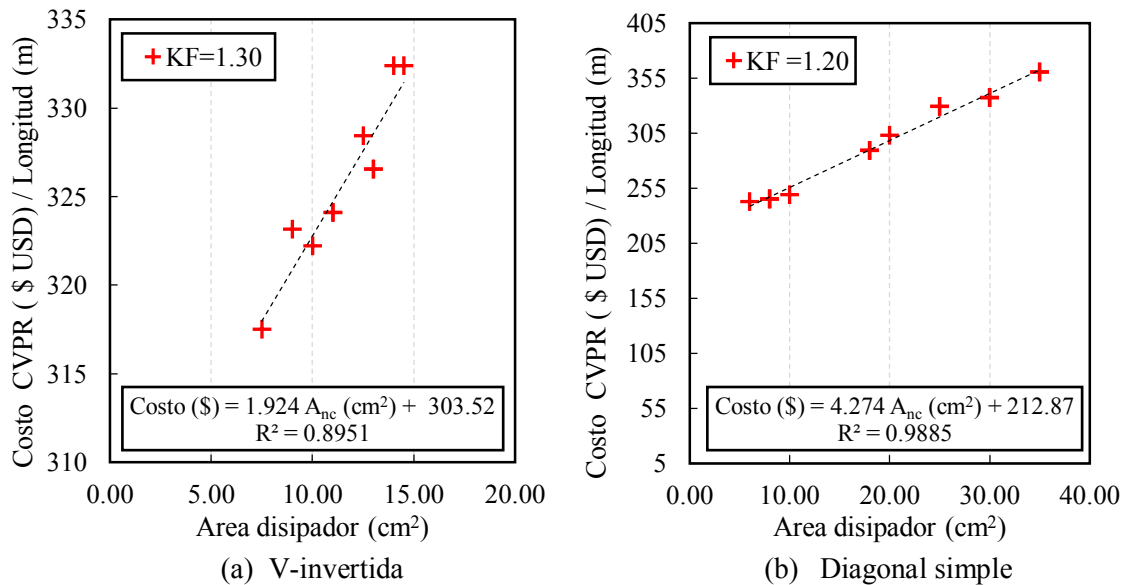 Costo CVPR ( $ USD) / Longitud (m)
335
330
325
320
315
310
KF=1.30
Costo ($) = 1.924 Anc (cm²) + 303.52
R² = 0.8951
0.00 5.00 10.00 15.00 20.00
Area disipador (cm²)
(a) V-invertida
Costo CVPR ( $ USD) / Longitud (m)
405
355
305
255
205
155
105
55
5
KF =1.20
Costo ($) = 4.274 Anc (cm²) + 212.87
R² = 0.9885
0.00 10.00 20.00 30.00 40.00
Area disipador (cm²)
(b) Diagonal simple